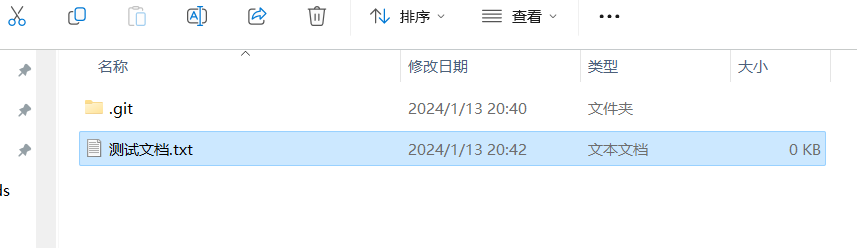 排序 查看
名称 修改日期 类型 大小
.git 2024/1/13 20:40 文件夹
测试文档.txt 2024/1/13 20:42 文本文档 0 KB
ds